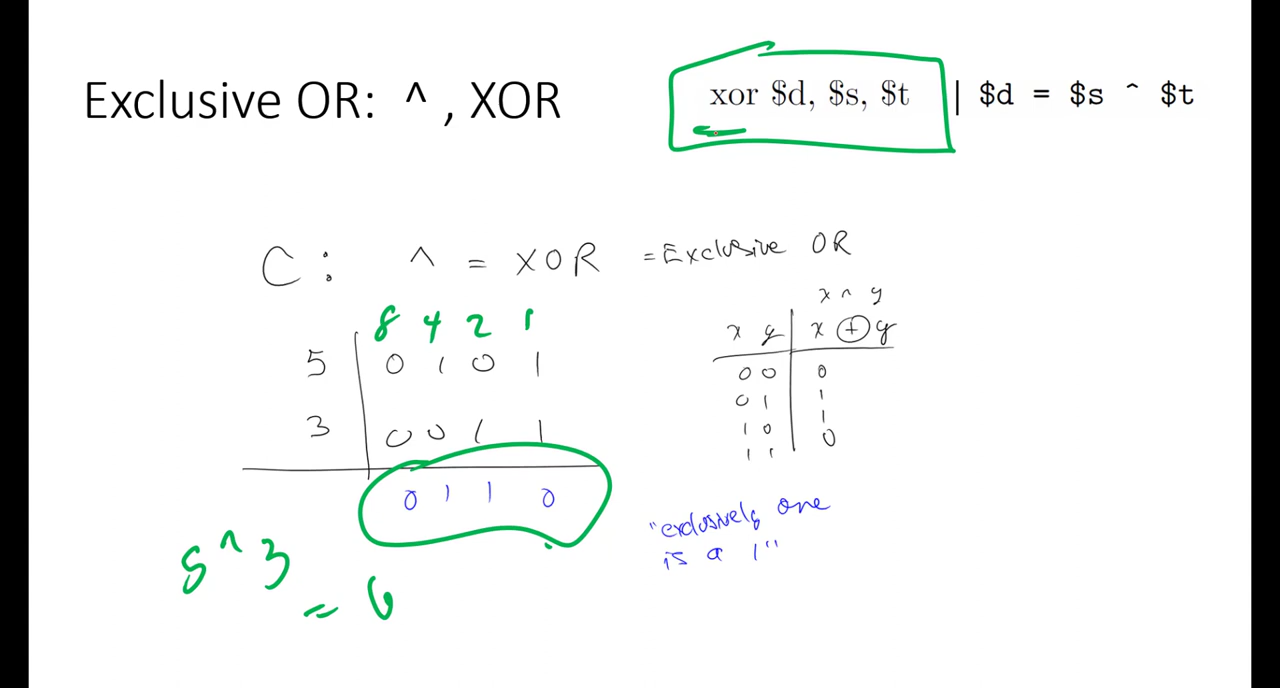 Exclusive OR: ^ , XOR
xor $d, $s, $t | $d = $s ^ $t
C: ^ = XOR = Exclusive OR
8 4 2 1
5 0 1 0 1
3 0 0 1 1
0 1 1 0
5 ^ 3
= 6
x ^ y
x y x ⊕ y
0 0 0
0 1 1
1 0 1
1 1 0
"exclusively one
is a 1"